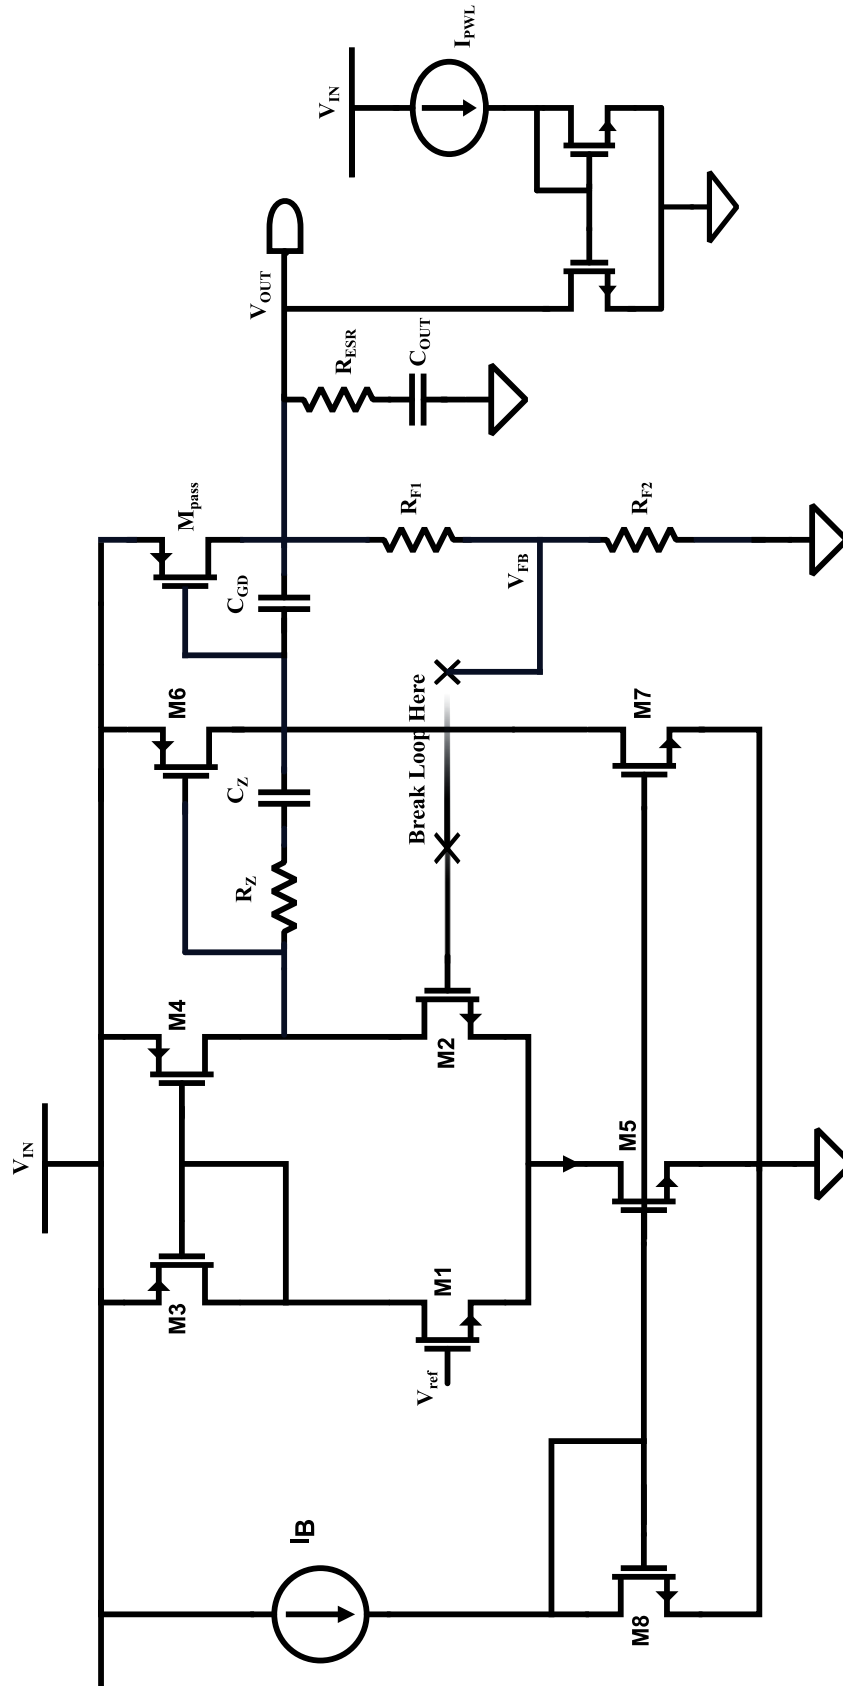 V_IN
I_PWL
V_IN
V_OUT
R_ESR
C_OUT
M_pass
C_GD
R_F1
R_F2
V_FB
M6
C_Z
R_Z
Break Loop Here
M7
M4
M2
M3
M1
V_ref
M5
I_B
M8